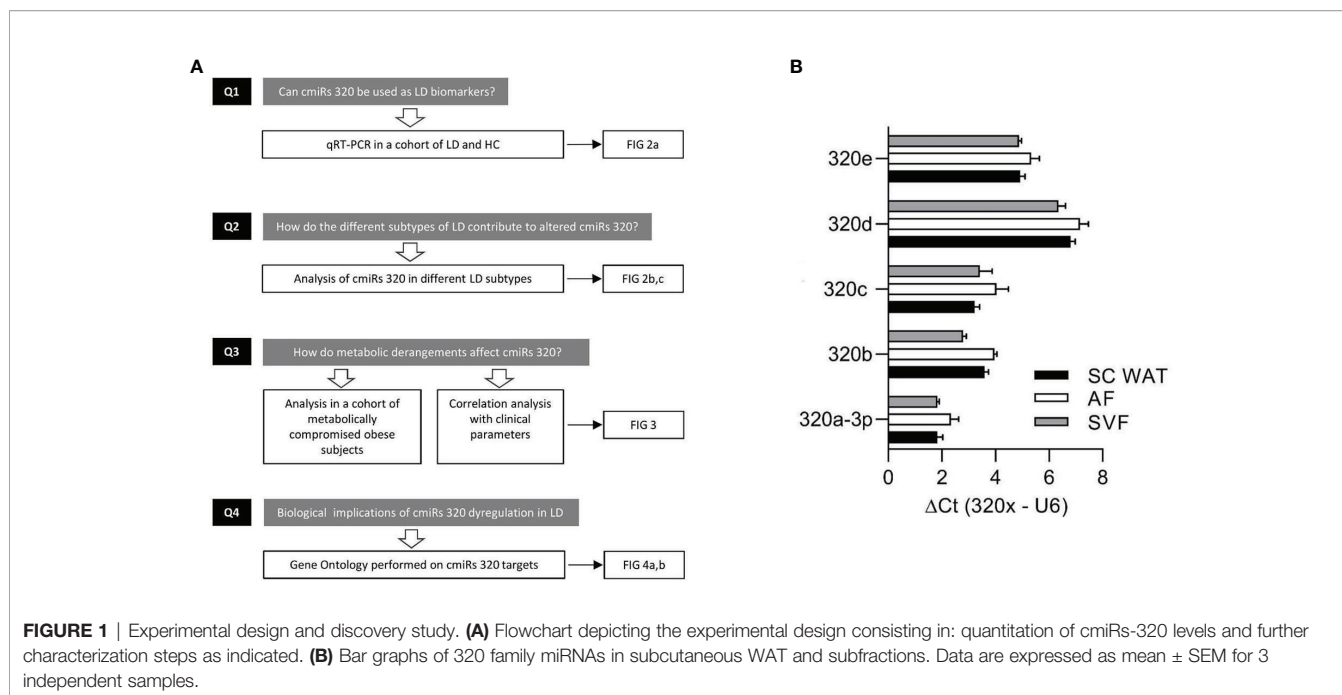 A
Q1
Can cmiRs 320 be used as LD biomarkers?
qRT-PCR in a cohort of LD and HC
FIG 2a
Q2
How do the different subtypes of LD contribute to altered cmiRs 320?
Analysis of cmiRs 320 in different LD subtypes
FIG 2b,c
Q3
How do metabolic derangements affect cmiRs 320?
Analysis in a cohort of
metabolically
compromised obese
subjects
Correlation analysis
with clinical
parameters
FIG 3
Q4
Biological implications of cmiRs 320 dyregulation in LD
Gene Ontology performed on cmiRs 320 targets
FIG 4a,b
B
320e
320d
320c
320b
320a-3p
SC WAT
AF
SVF
0 2 4 6 8
ΔCt (320x - U6)
FIGURE 1 | Experimental design and discovery study. (A) Flowchart depicting the experimental design consisting in: quantitation of cmiRs-320 levels and further
characterization steps as indicated. (B) Bar graphs of 320 family miRNAs in subcutaneous WAT and subfractions. Data are expressed as mean ± SEM for 3
independent samples.